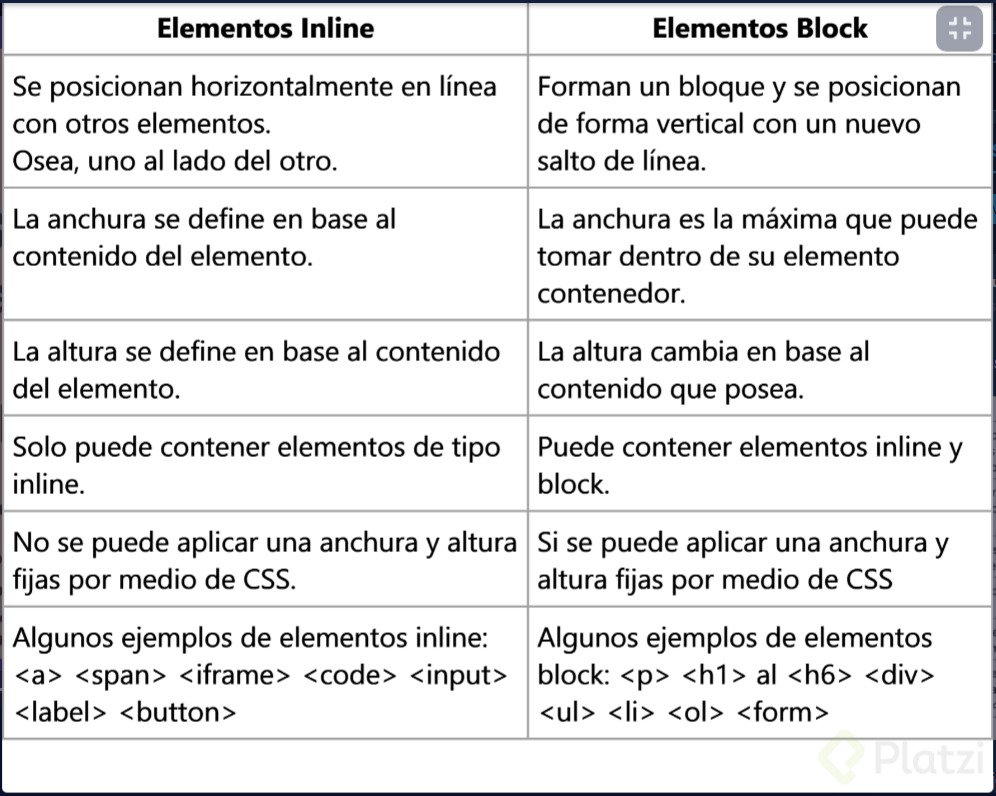 Elementos Inline
Elementos Block
Se posicionan horizontalmente en línea
con otros elementos.
Osea, uno al lado del otro.
Forman un bloque y se posicionan
de forma vertical con un nuevo
salto de línea.
La anchura se define en base al
contenido del elemento.
La anchura es la máxima que puede
tomar dentro de su elemento
contenedor.
La altura se define en base al contenido
del elemento.
La altura cambia en base al
contenido que posea.
Solo puede contener elementos de tipo
inline.
Puede contener elementos inline y
block.
No se puede aplicar una anchura y altura
fijas por medio de CSS.
Si se puede aplicar una anchura y
altura fijas por medio de CSS
Algunos ejemplos de elementos inline:
<a> <span> <iframe> <code> <input>
<label> <button>
Algunos ejemplos de elementos
block: <p> <h1> al <h6> <div>
<ul> <li> <ol> <form>
Platzi